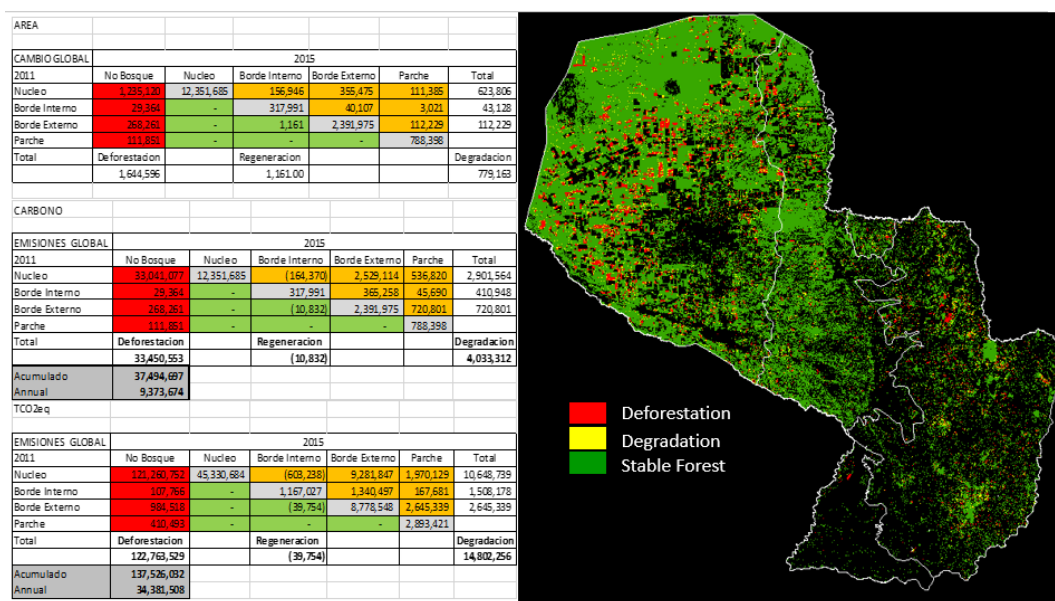 AREA
CAMBIO GLOBAL 2015
2011 No Bosque Nucleo Borde Interno Borde Externo Parche Total
Nucleo 1,235,120 12,351,685 156,946 355,475 111,385 623,806
Borde Interno 29,364 - 317,991 40,107 3,021 43,128
Borde Externo 268,261 - 1,161 2,391,975 112,229 112,229
Parche 111,851 - - - 788,398
Total Deforestacion Regeneracion Degradacion
1,644,596 1,161.00 779,163
CARBONO
EMISIONES GLOBAL 2015
2011 No Bosque Nucleo Borde Interno Borde Externo Parche Total
Nucleo 33,041,077 12,351,685 (164,370) 2,529,114 536,820 2,901,564
Borde Interno 29,364 - 317,991 365,258 45,690 410,948
Borde Externo 268,261 - (10,832) 2,391,975 720,801 720,801
Parche 111,851 - - - 788,398
Total Deforestacion Regeneracion Degradacion
33,450,553 (10,832) 4,033,312
Acumulado 37,494,697
Annual 9,373,674
TCO2eq
EMISIONES GLOBAL 2015
2011 No Bosque Nucleo Borde Interno Borde Externo Parche Total
Nucleo 121,260,752 45,330,684 (603,238) 9,281,847 1,970,129 10,648,739
Borde Interno 107,766 - 1,167,027 1,340,497 167,681 1,508,178
Borde Externo 984,518 - (39,754) 8,778,548 2,645,339 2,645,339
Parche 410,493 - - - 2,893,421
Total Deforestacion Regeneracion Degradacion
122,763,529 (39,754) 14,802,256
Acumulado 137,526,032
Annual 34,381,508
Deforestation
Degradation
Stable Forest